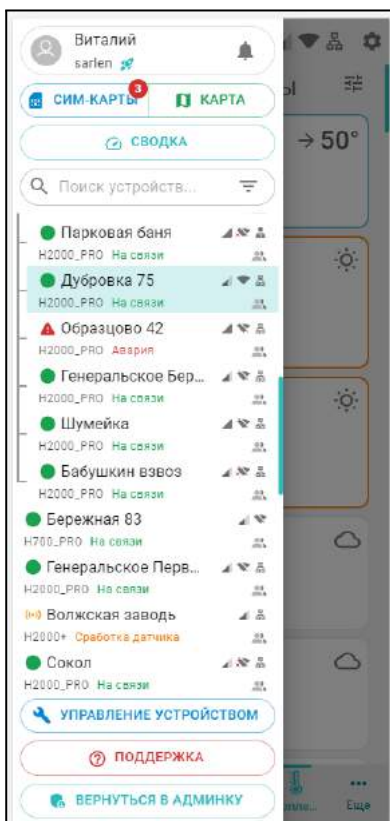 Виталий
sarlen
3
СИМ-КАРТЫ
КАРТА
СВОДКА
→ 50°
Поиск устройств...
Парковая баня
H2000_PRO На связи
Дубровка 75
H2000_PRO На связи
Образцово 42
H2000_PRO Авария
Генеральское Бер...
H2000_PRO На связи
Шумейка
H2000_PRO На связи
Бабушкин взвоз
H2000_PRO На связи
Бережная 83
H700_PRO На связи
Генеральское Перв...
H2000_PRO На связи
Волжская заводь
H2000+ Сработка датчика
Сокол
H2000_PRO На связи
УПРАВЛЕНИЕ УСТРОЙСТВОМ
ПОДДЕРЖКА
ВЕРНУТЬСЯ В АДМИНКУ
Еще